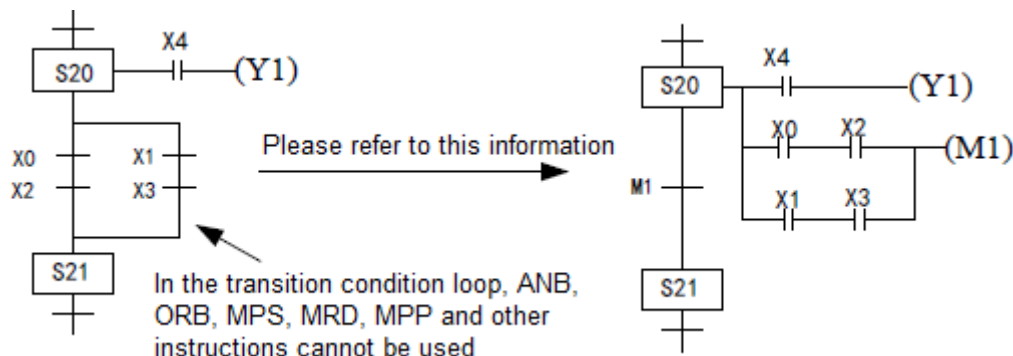 X4
S20
(Y1)
X0
X1
X2
X3
S21
In the transition condition loop, ANB,
ORB, MPS, MRD, MPP and other
instructions cannot be used
Please refer to this information
X4
S20
(Y1)
X0
X2
(M1)
M1
X1
X3
S21